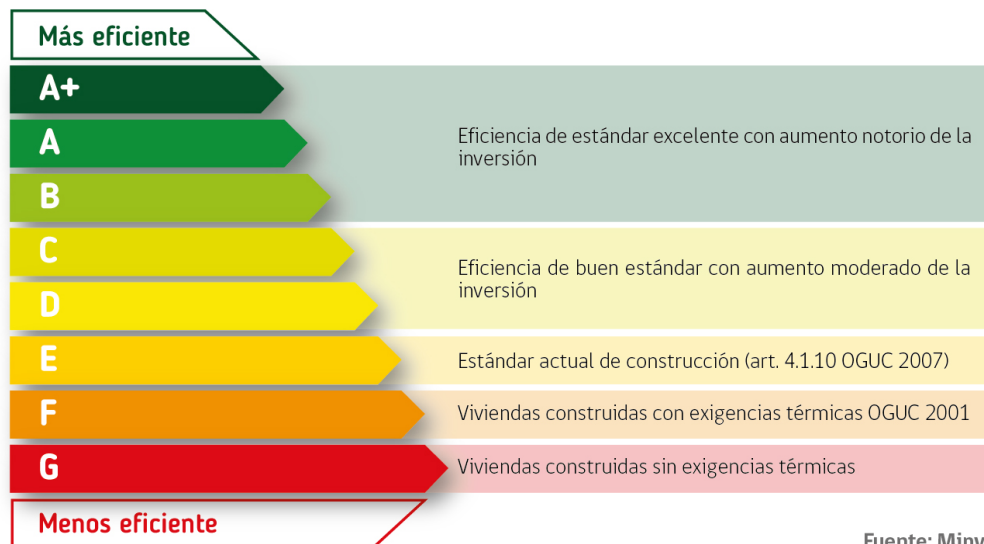 Más eficiente
A+
A
Eficiencia de estándar excelente con aumento notorio de la
inversión
B
C
Eficiencia de buen estándar con aumento moderado de la
inversión
D
E
Estándar actual de construcción (art. 4.1.10 OGUC 2007)
F
Viviendas construidas con exigencias térmicas OGUC 2001
G
Viviendas construidas sin exigencias térmicas
Menos eficiente
Fuente: Minv